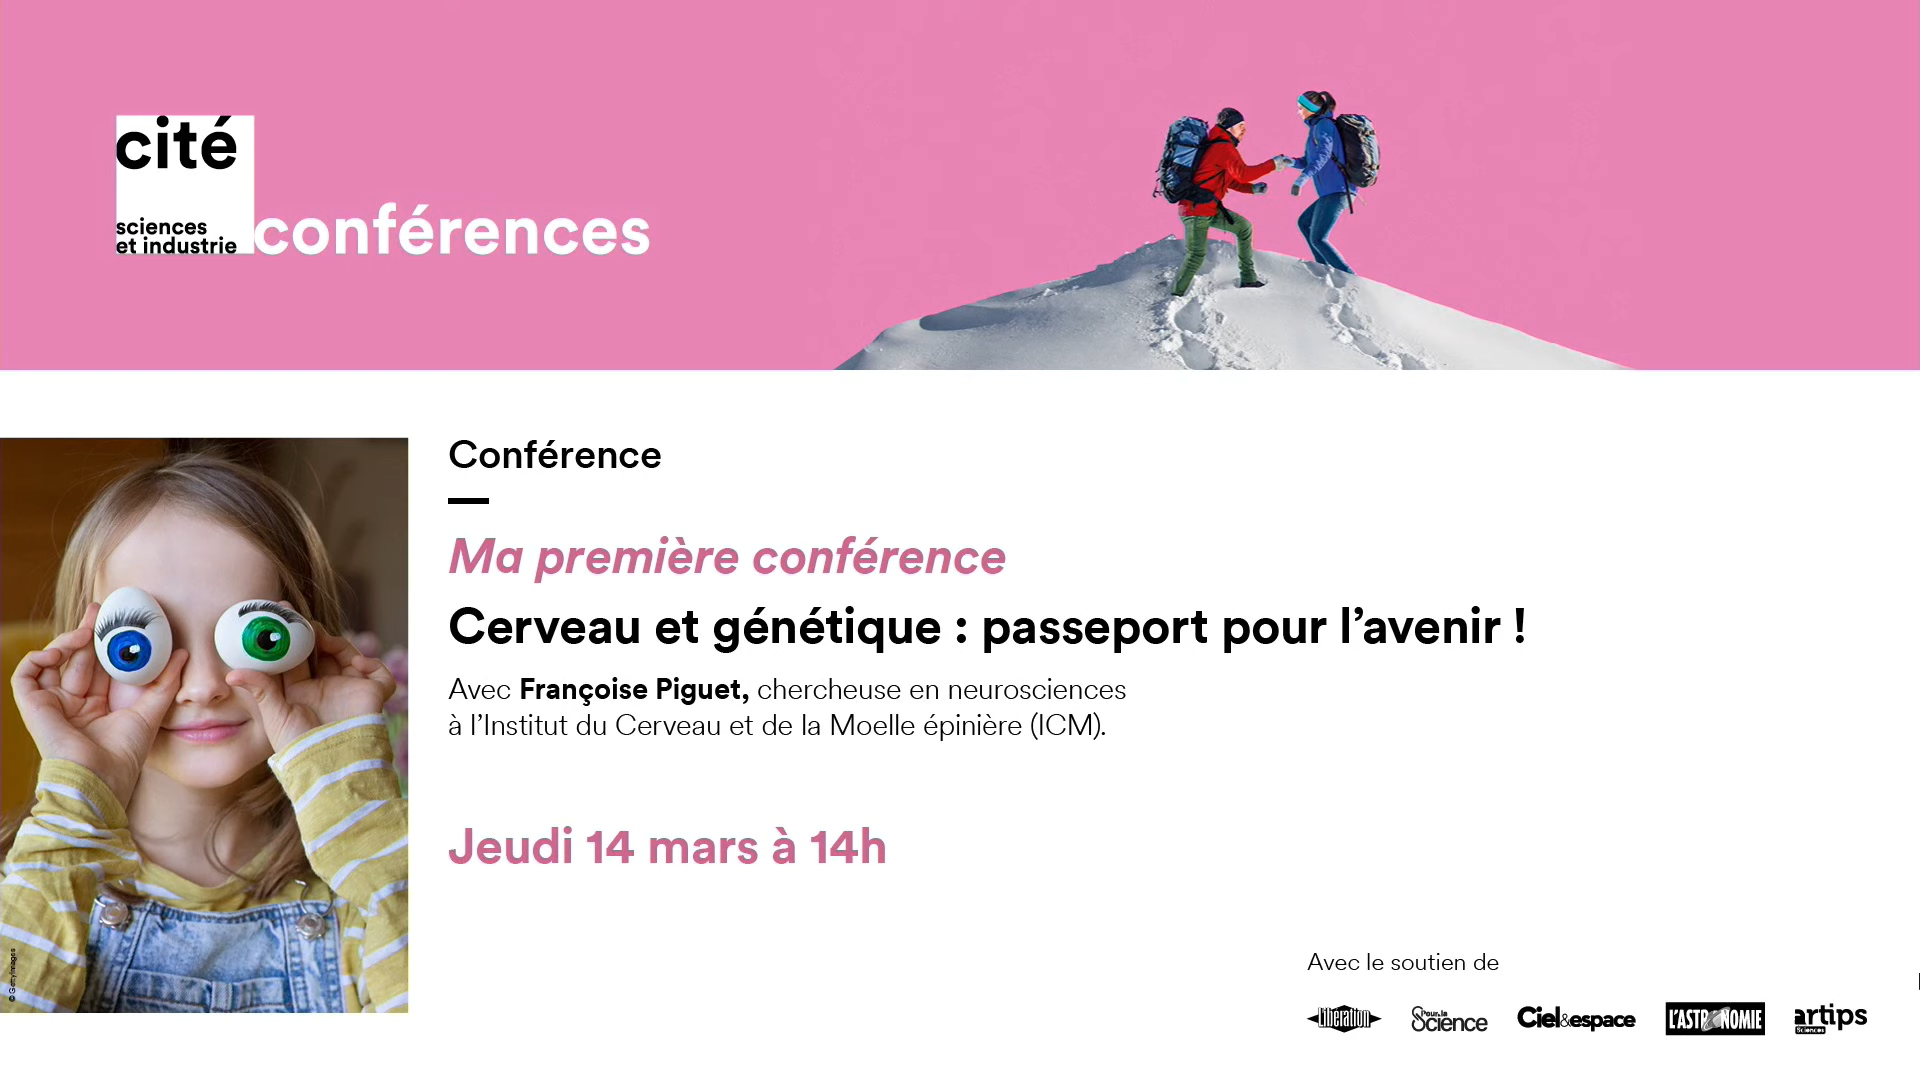 cité
sciences
et industrie
conférences
Conférence
Ma première conférence
Cerveau et génétique : passeport pour l’avenir !
Avec Françoise Piguet, chercheuse en neurosciences
à l’Institut du Cerveau et de la Moelle épinière (ICM).
Jeudi 14 mars à 14h
© GettyImages
Avec le soutien de
Libération
Pour la Science
Ciel&espace
L'ASTRONOMIE
artips
Sciences